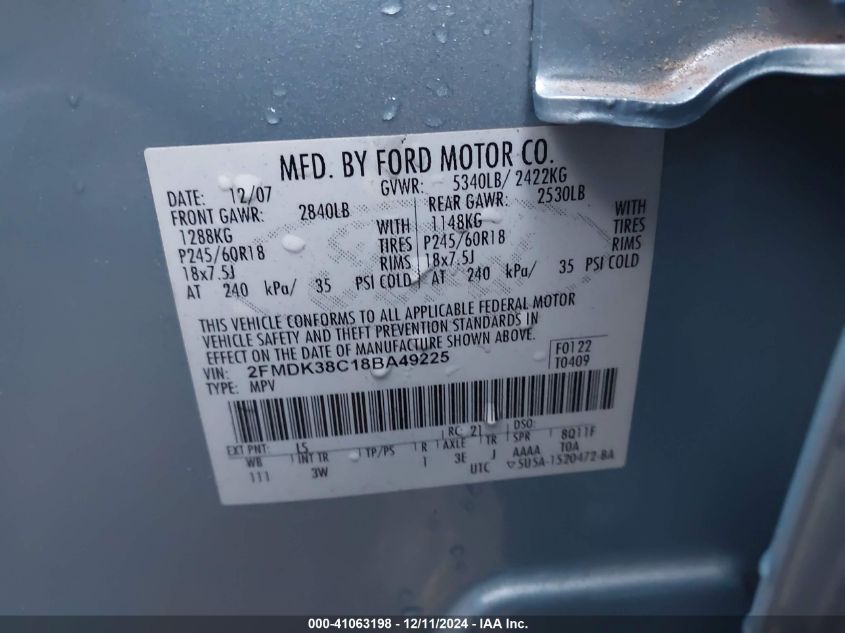 MFD. BY FORD MOTOR CO.
DATE: 12/07 GVWR: 5340LB/ 2422KG
FRONT GAWR: 2840LB REAR GAWR: 2530LB
1288KG WITH 1148KG WITH
P245/60R18 TIRES P245/60R18 TIRES
18x7.5J RIMS 18x7.5J RIMS
AT 240 kPa/ 35 PSI COLD AT 240 kPa/ 35 PSI COLD
THIS VEHICLE CONFORMS TO ALL APPLICABLE FEDERAL MOTOR
VEHICLE SAFETY AND THEFT PREVENTION STANDARDS IN
EFFECT ON THE DATE OF MANUFACTURE SHOWN ABOVE.
VIN: 2FMDK38C18BA49225 F0122
TYPE: MPV T0409
EXT PNT: LS RC: 21 DSO:
WB INT TR TP/PS R AXLE TR SPR 8Q11F
111 3W 1 3E J AAAA T0A
UTC ▽5U5A-1520472-BA
000-41063198 - 12/11/2024 - IAA Inc.